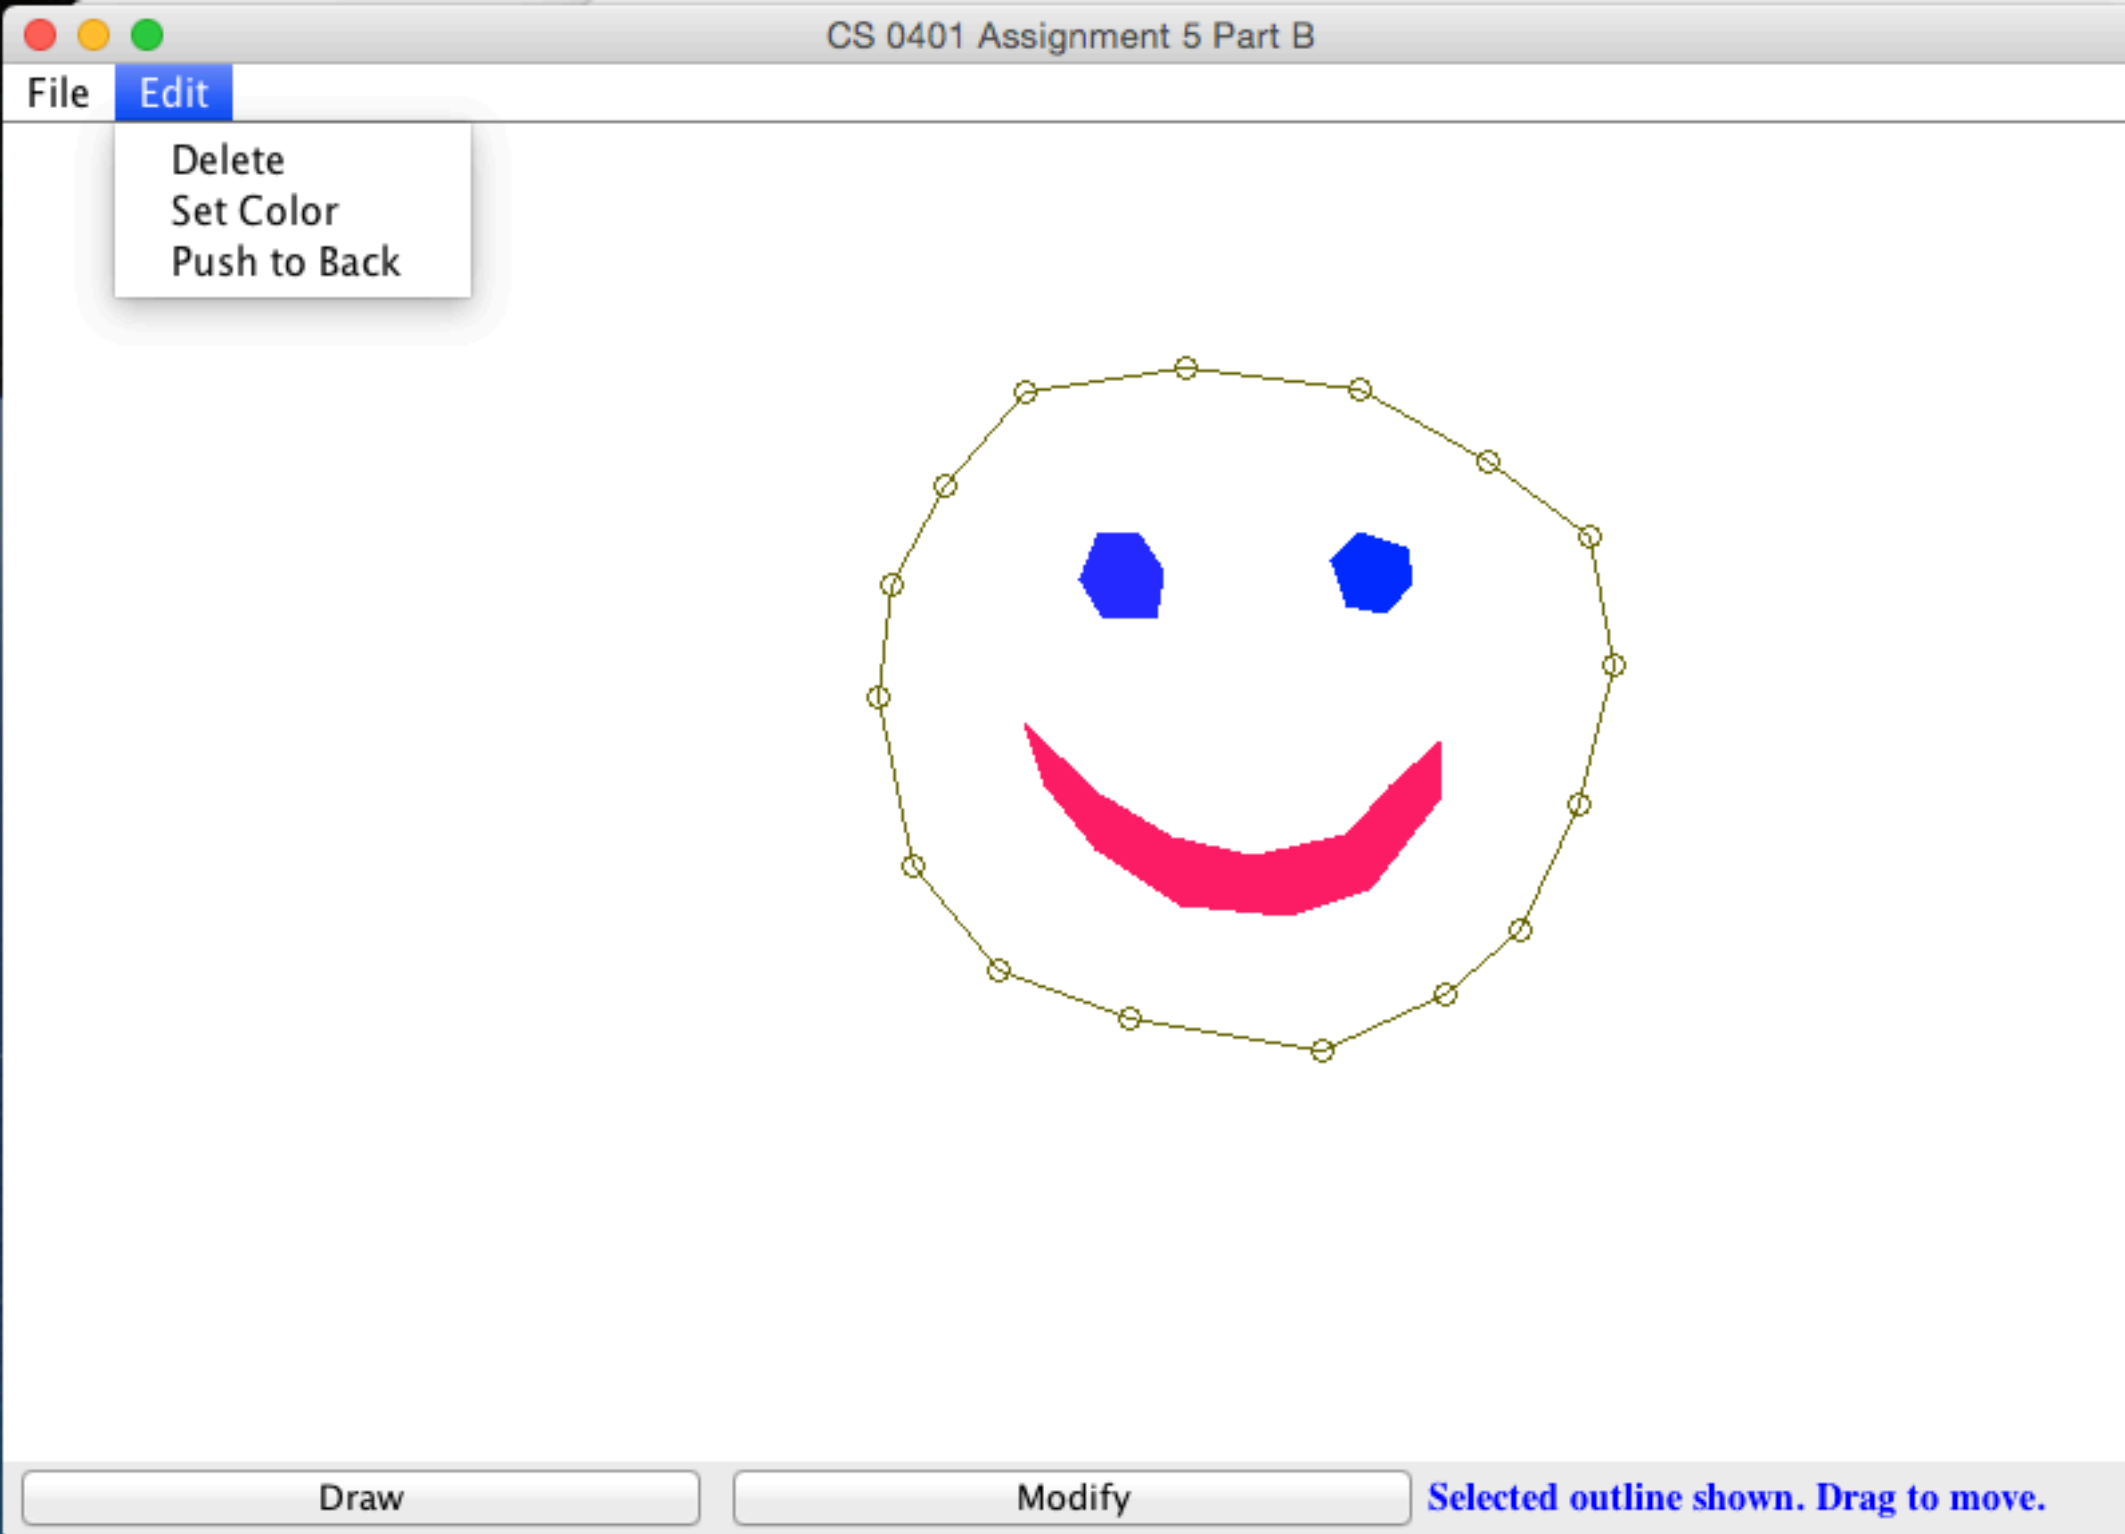 CS 0401 Assignment 5 Part B
File Edit
Delete
Set Color
Push to Back
Draw Modify Selected outline shown. Drag to move.